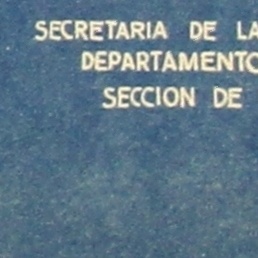 SECRETARIA DE LA
DEPARTAMENTO
SECCION DE